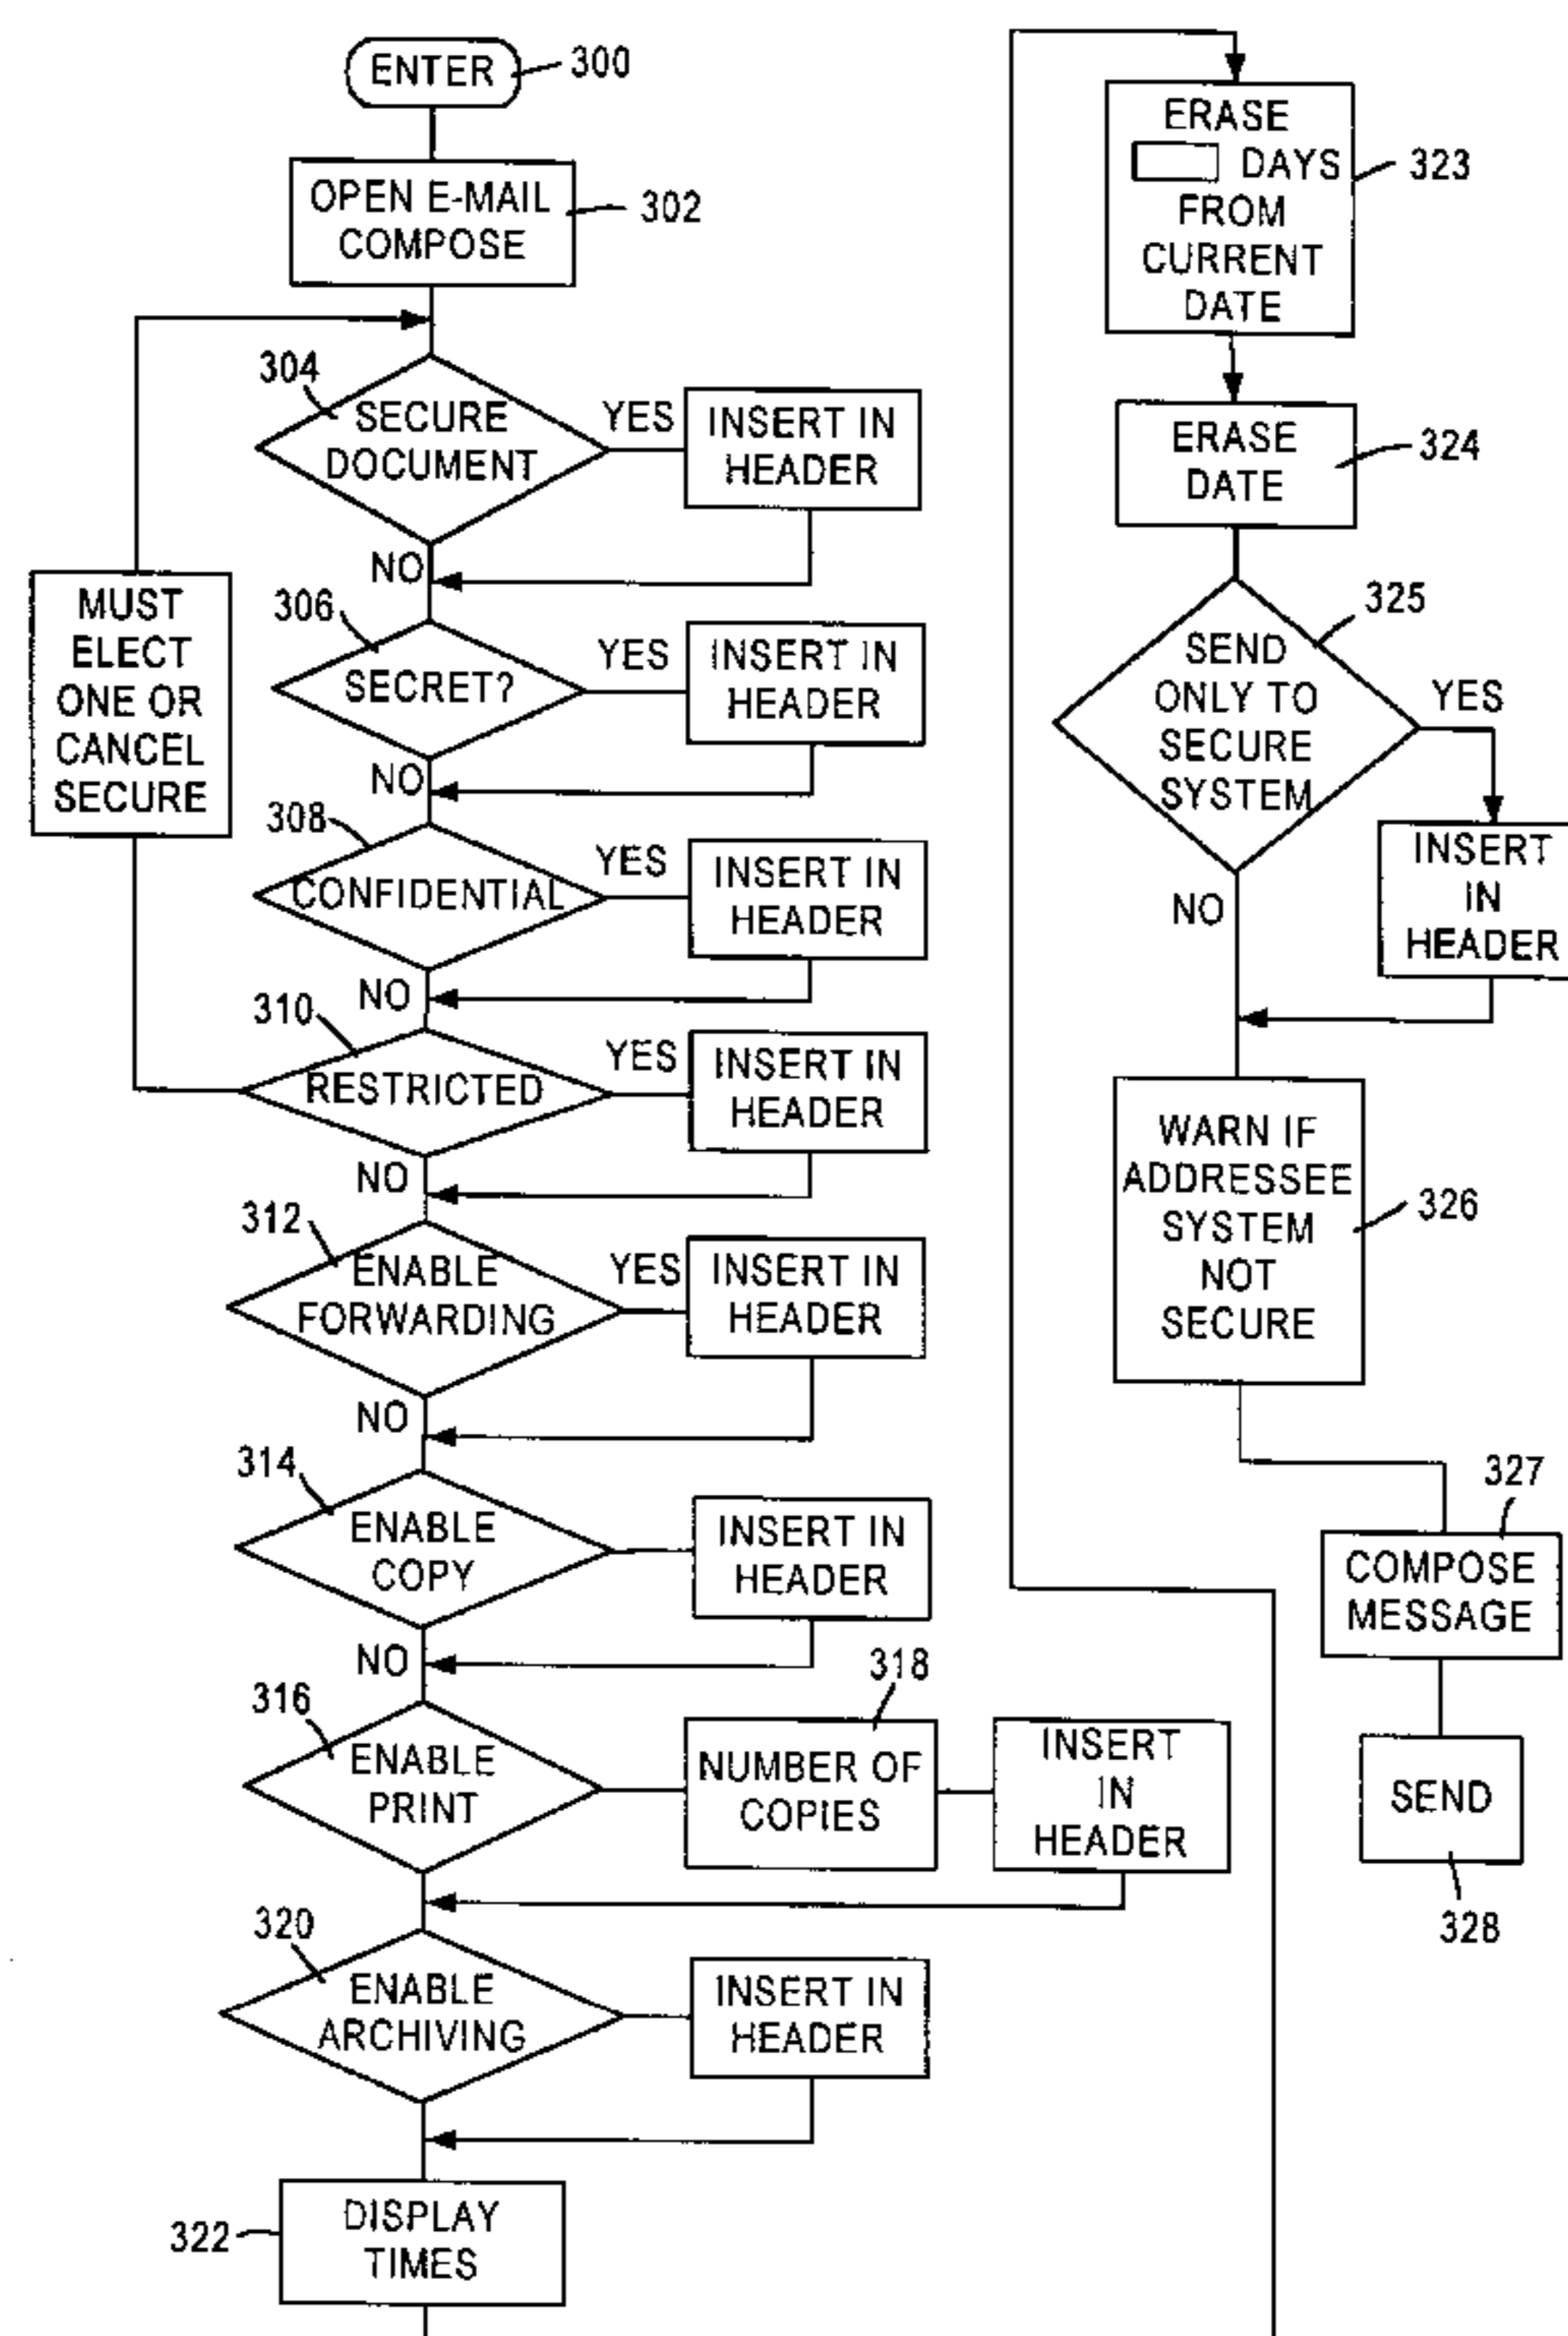 ENTER
300
OPEN E-MAIL
COMPOSE
302
304
SECURE
DOCUMENT
YES
INSERT IN
HEADER
NO
MUST
ELECT
ONE OR
CANCEL
SECURE
306
SECRET?
YES
INSERT IN
HEADER
NO
308
CONFIDENTIAL
YES
INSERT IN
HEADER
NO
310
RESTRICTED
YES
INSERT IN
HEADER
NO
312
ENABLE
FORWARDING
YES
INSERT IN
HEADER
NO
314
ENABLE
COPY
INSERT IN
HEADER
NO
316
ENABLE
PRINT
318
NUMBER OF
COPIES
INSERT
IN
HEADER
320
ENABLE
ARCHIVING
INSERT IN
HEADER
322
DISPLAY
TIMES
ERASE
DAYS
FROM
CURRENT
DATE
323
ERASE
DATE
324
325
SEND
ONLY TO
SECURE
SYSTEM
YES
INSERT
IN
HEADER
NO
WARN IF
ADDRESSEE
SYSTEM
NOT
SECURE
326
327
COMPOSE
MESSAGE
SEND
328